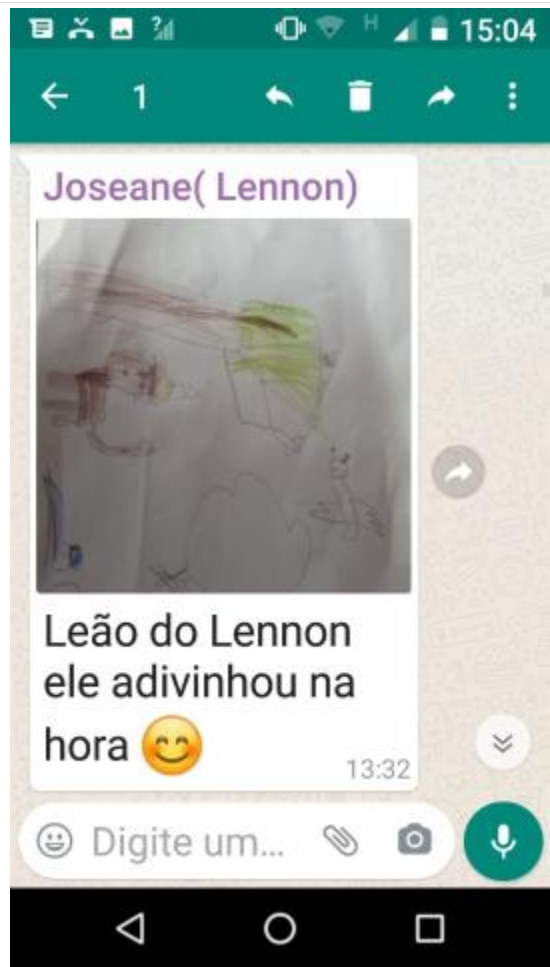 H 15:04
1
Joseane( Lennon)
Leão do Lennon
ele adivinhou na
hora 😊
13:32
Digite um...